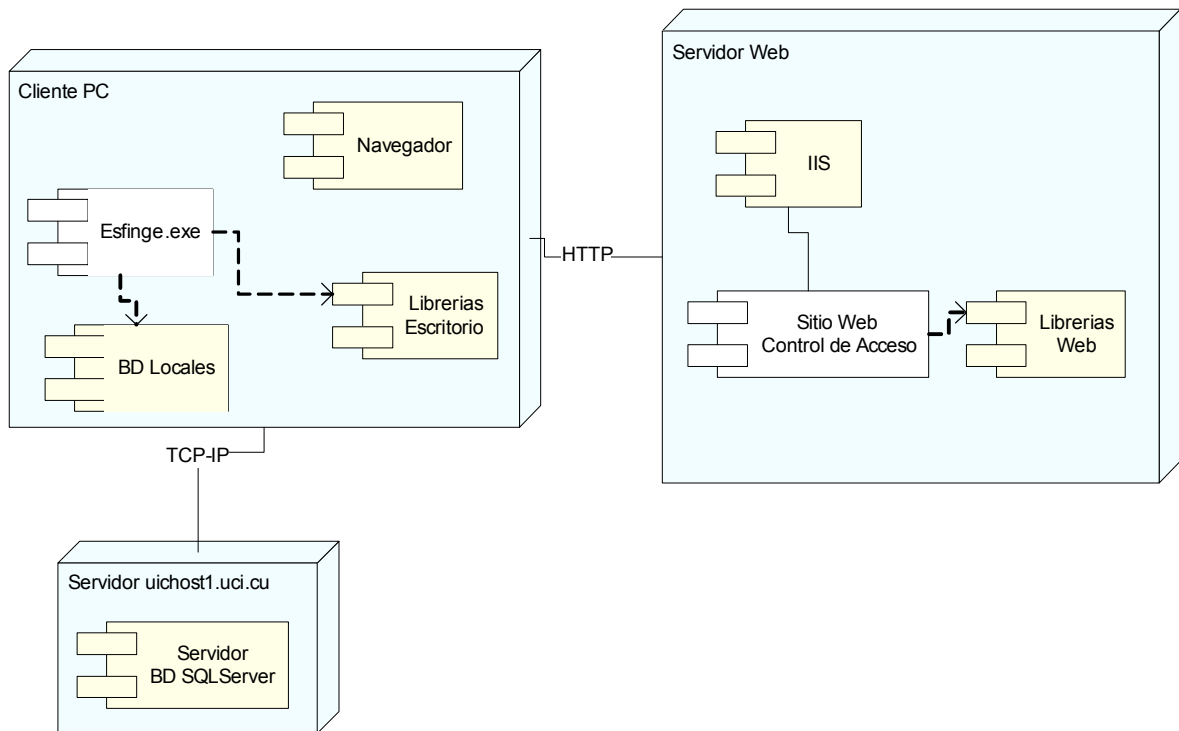 Servidor Web
Cliente PC
Navegador
IIS
Esfinge.exe
HTTP
Librerias
Escritorio
Sitio Web
Control de Acceso
Librerias
Web
BD Locales
TCP-IP
Servidor uichost1.uci.cu
Servidor
BD SQLServer